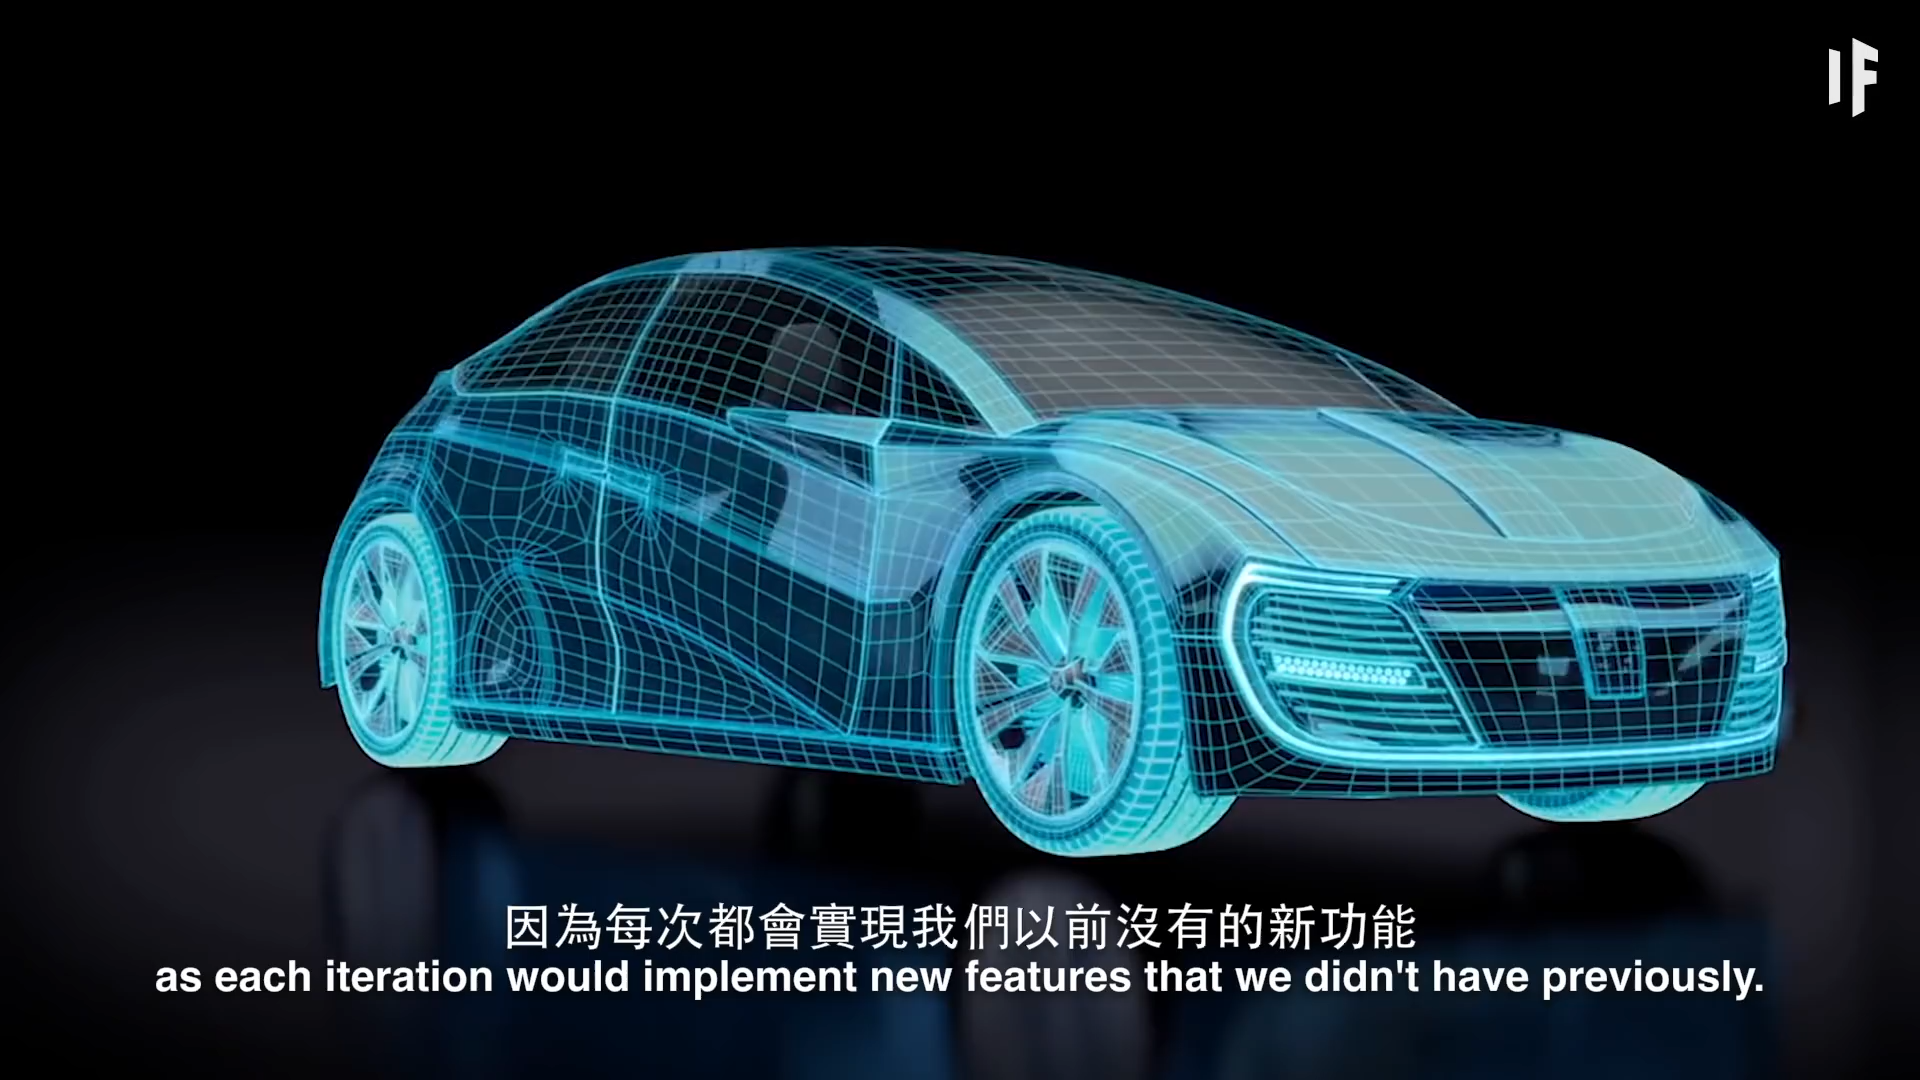 IF
因為每次都會實現我們以前沒有的新功能
as each iteration would implement new features that we didn't have previously.